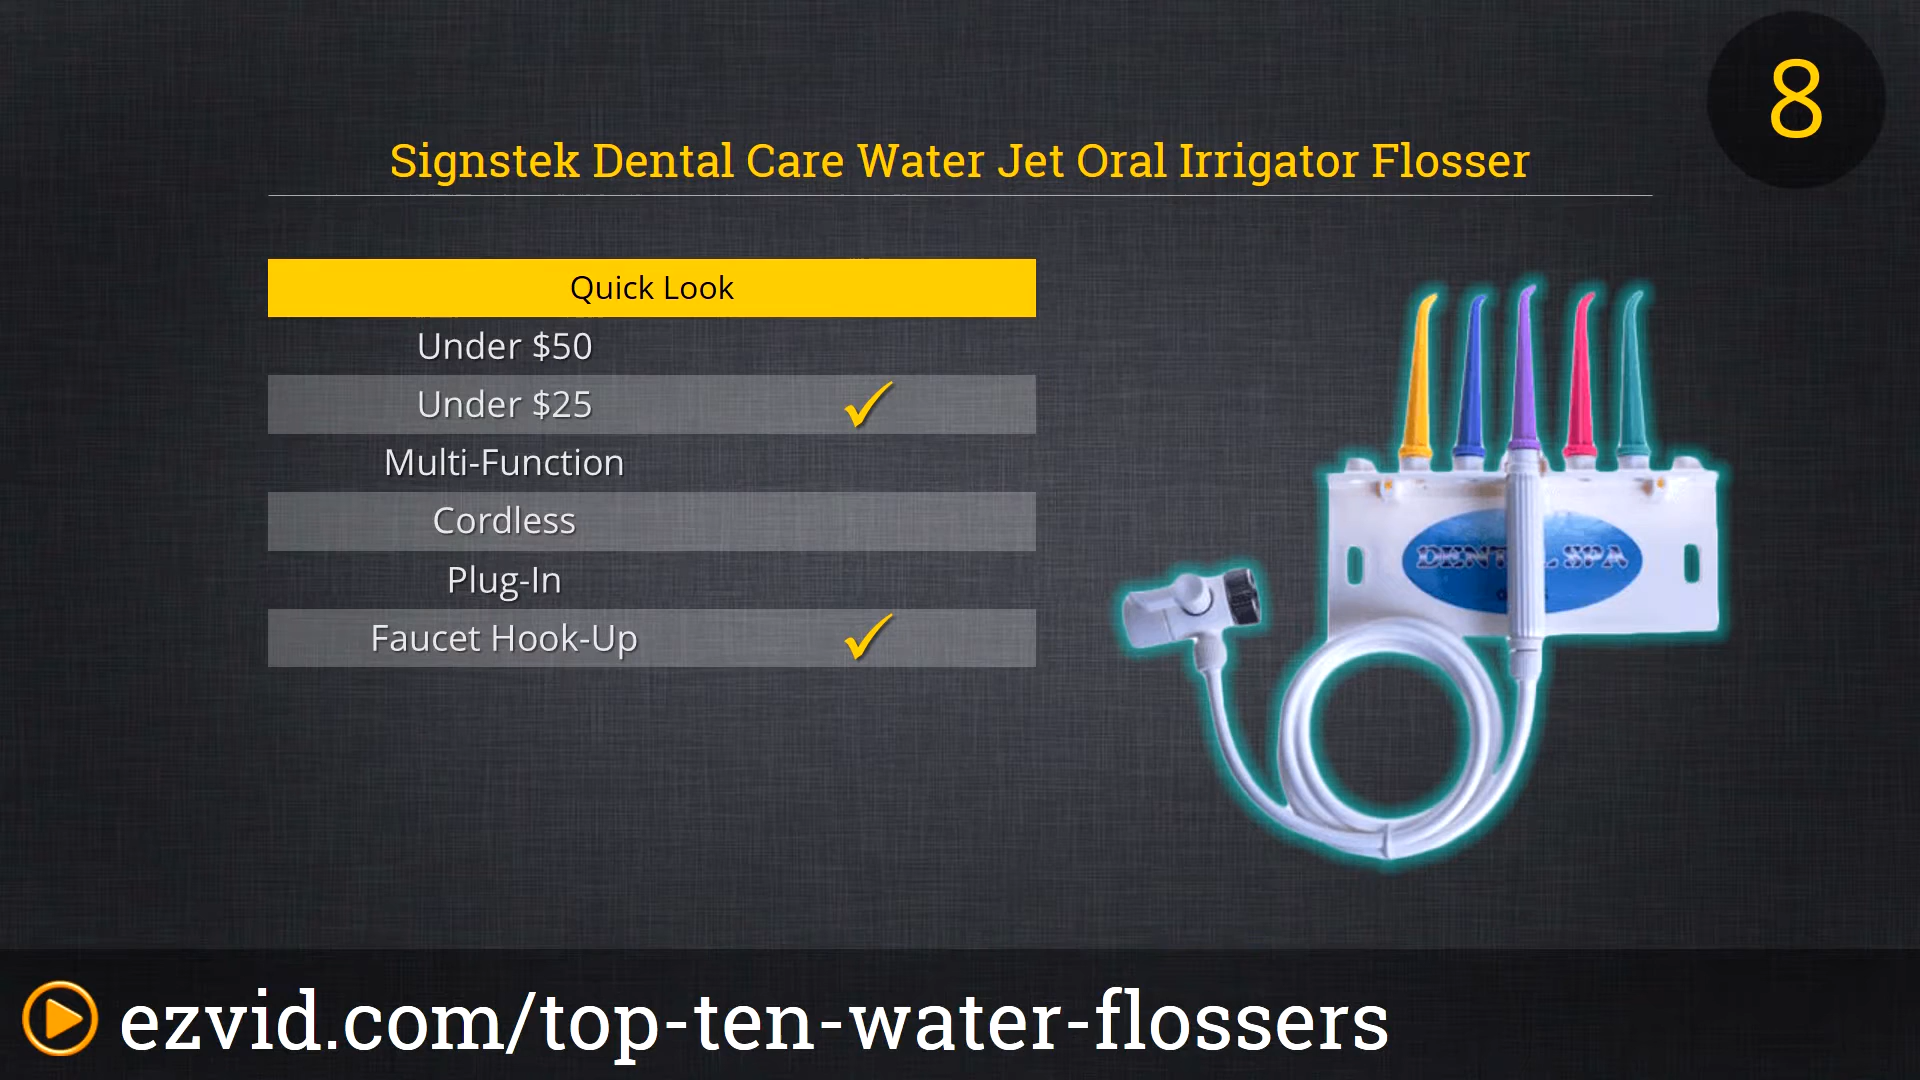 8
Signstek Dental Care Water Jet Oral Irrigator Flosser
Quick Look
Under $50
Under $25
Multi-Function
Cordless
Plug-In
Faucet Hook-Up
SPA
ezvid.com/top-ten-water-flossers